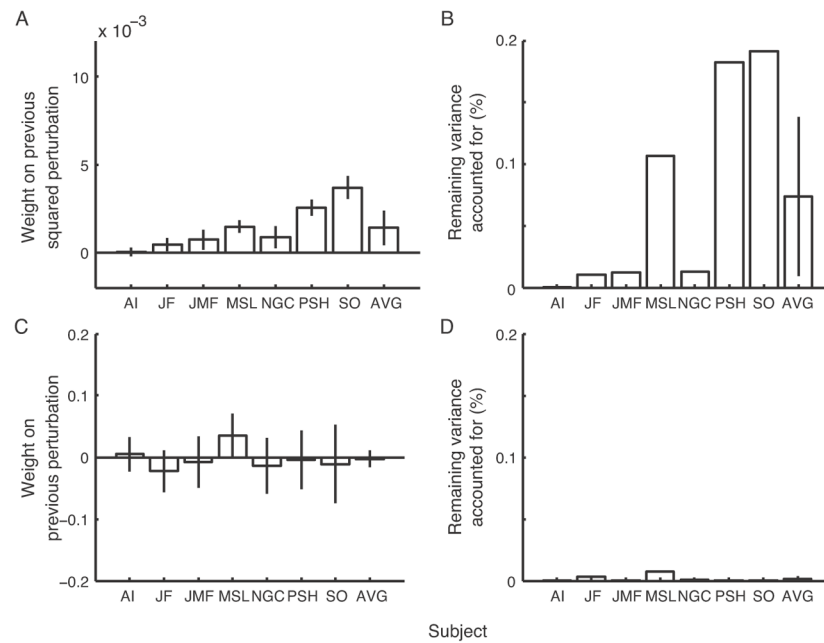 A
x 10⁻³
10
5
0
Weight on previous
squared perturbation
AI JF JMF MSL NGC PSH SO AVG
B
0.2
0.1
0
Remaining variance
accounted for (%)
AI JF JMF MSL NGC PSH SO AVG
C
0.2
0.1
0
−0.1
−0.2
Weight on
previous perturbation
AI JF JMF MSL NGC PSH SO AVG
D
0.2
0.1
0
Remaining variance
accounted for (%)
AI JF JMF MSL NGC PSH SO AVG
Subject